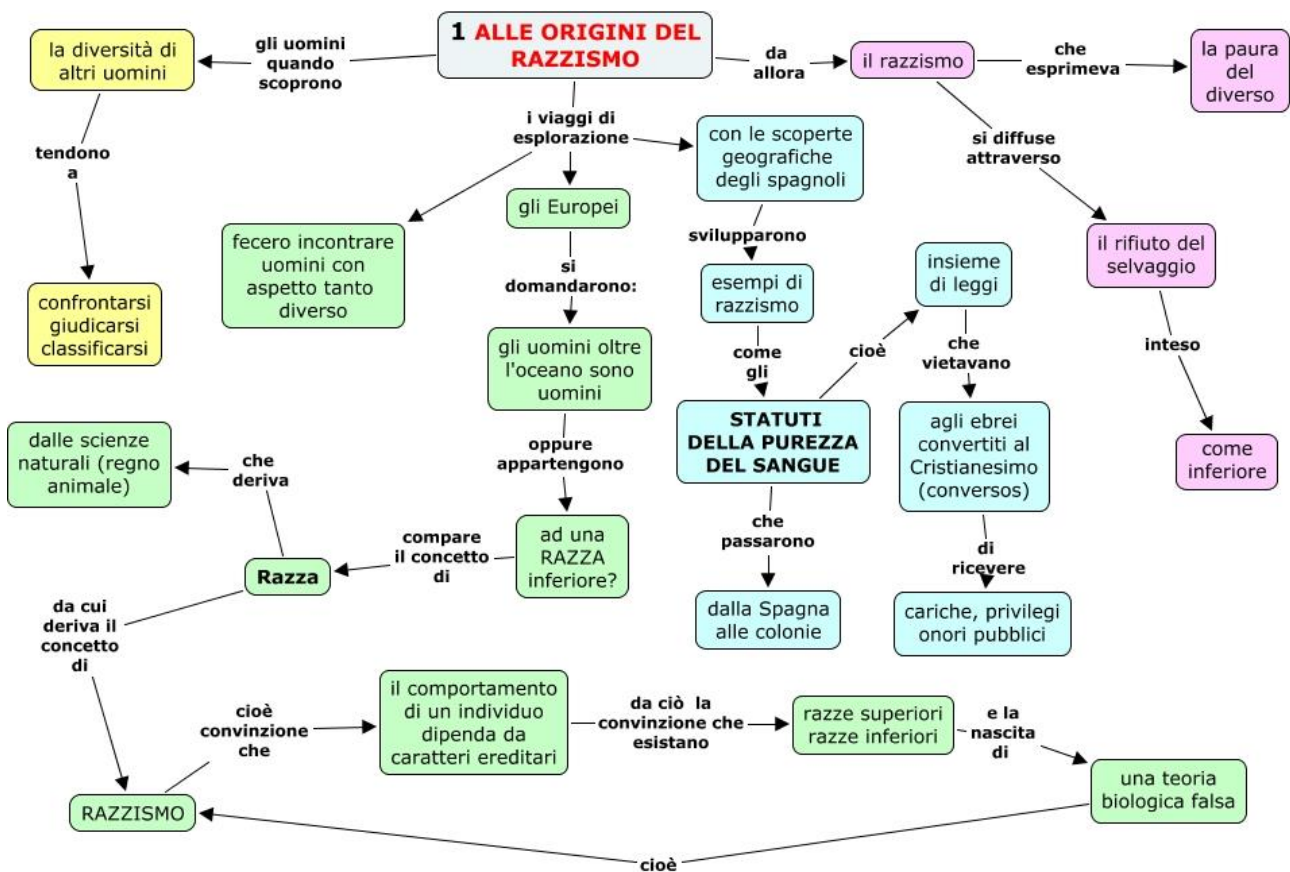 1 ALLE ORIGINI DEL
RAZZISMO
gli uomini
quando
scoprono
la diversità di
altri uomini
tendono
a
confrontarsi
giudicarsi
classificarsi
da
allora
il razzismo
che
esprimeva
la paura
del
diverso
si diffuse
attraverso
il rifiuto del
selvaggio
inteso
come
inferiore
i viaggi di
esplorazione
fecero incontrare
uomini con
aspetto tanto
diverso
gli Europei
si
domandarono:
gli uomini oltre
l'oceano sono
uomini
oppure
appartengono
ad una
RAZZA
inferiore?
compare
il concetto
di
Razza
che
deriva
dalle scienze
naturali (regno
animale)
con le scoperte
geografiche
degli spagnoli
svilupparono
esempi di
razzismo
come
gli
STATUTI
DELLA PUREZZA
DEL SANGUE
cioè
insieme
di leggi
che
vietavano
agli ebrei
convertiti al
Cristianesimo
(conversos)
di
ricevere
cariche, privilegi
onori pubblici
che
passarono
dalla Spagna
alle colonie
da cui
deriva il
concetto
di
RAZZISMO
cioè
convinzione
che
il comportamento
di un individuo
dipenda da
caratteri ereditari
da ciò la
convinzione che
esistano
razze superiori
razze inferiori
e la
nascita
di
una teoria
biologica falsa
cioè